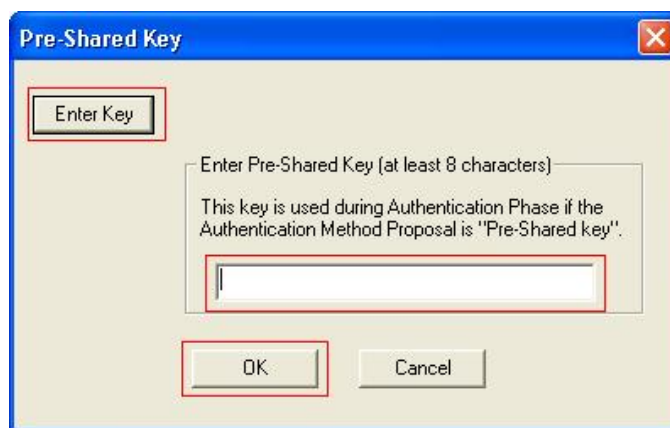 Pre-Shared Key
Enter Key
Enter Pre-Shared Key (at least 8 characters)
This key is used during Authentication Phase if the
Authentication Method Proposal is "Pre-Shared key".
OK
Cancel